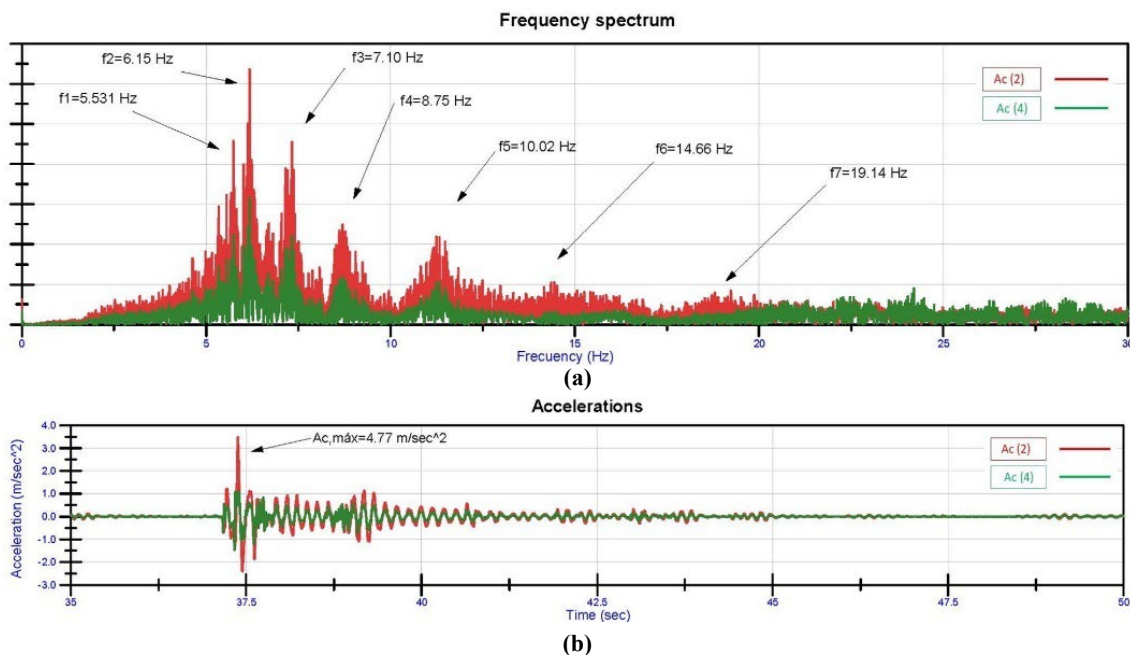 Frequency spectrum
f2=6.15 Hz
f3=7.10 Hz
f1=5.531 Hz
f4=8.75 Hz
f5=10.02 Hz
f6=14.66 Hz
f7=19.14 Hz
Ac (2)
Ac (4)
0 5 10 15 20 25 30
Frecuency (Hz)
(a)
Accelerations
Ac,máx=4.77 m/sec^2
Ac (2)
Ac (4)
Acceleration (m/sec^2)
4.0
3.0
2.0
1.0
0.0
-1.0
-2.0
-3.0
35 37.5 40 42.5 45 47.5 50
Time (sec)
(b)